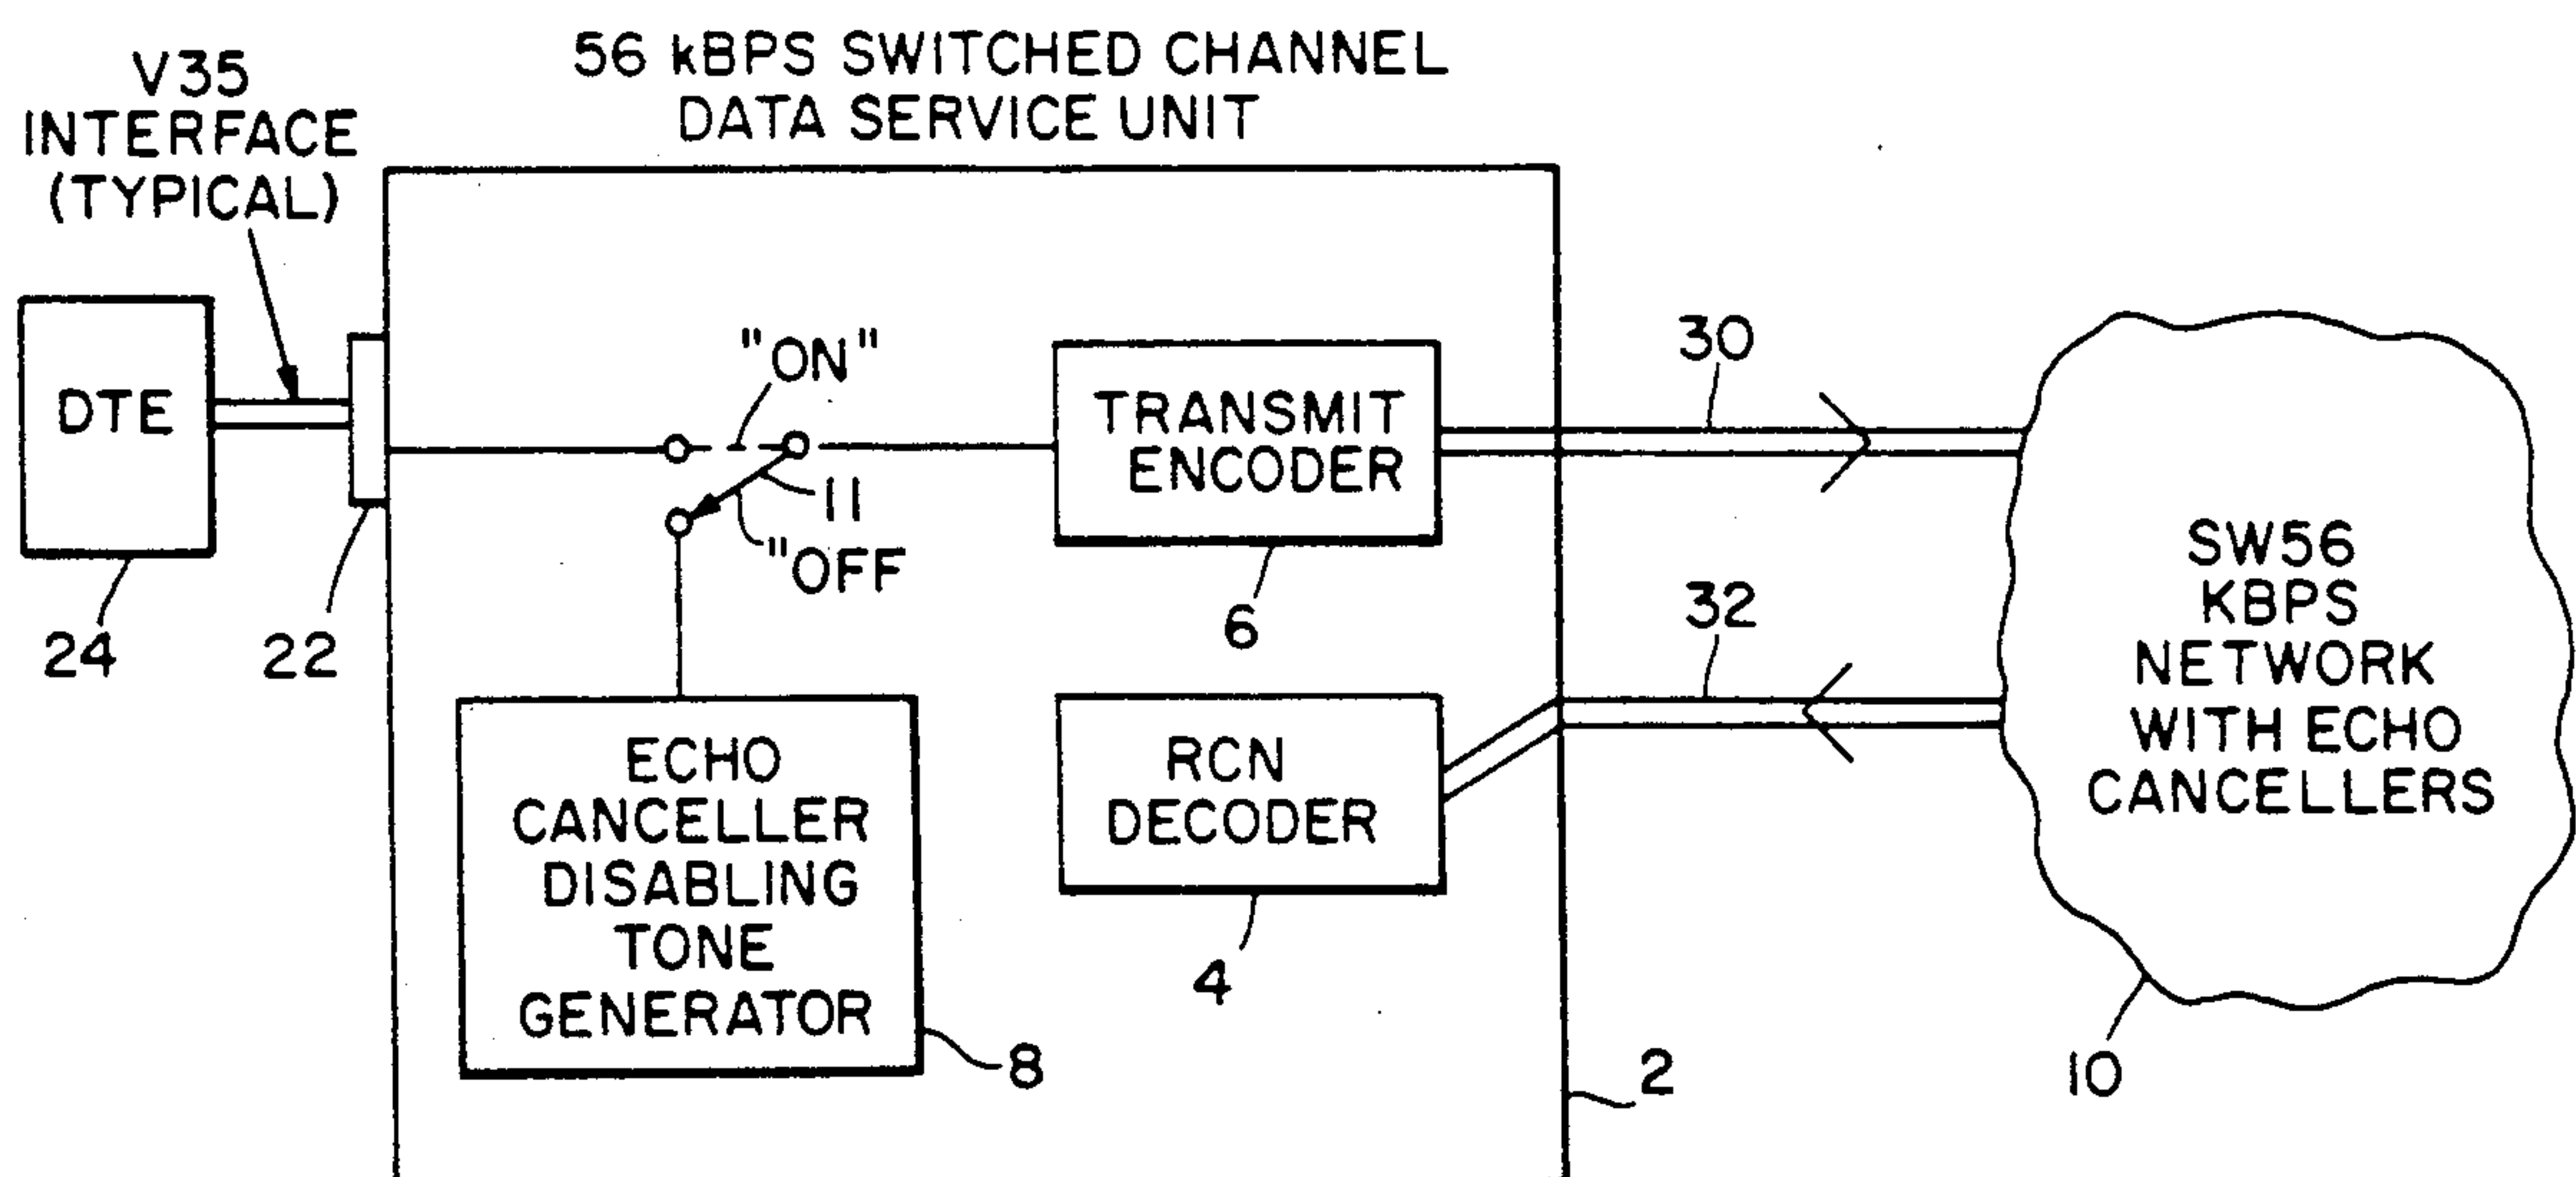 56 kBPS SWITCHED CHANNEL
DATA SERVICE UNIT
V35
INTERFACE
(TYPICAL)
DTE
24
22
"ON"
11
"OFF
TRANSMIT
ENCODER
6
30
32
RCN
DECODER
4
ECHO
CANCELLER
DISABLING
TONE
GENERATOR
8
2
SW56
KBPS
NETWORK
WITH ECHO
CANCELLERS
10